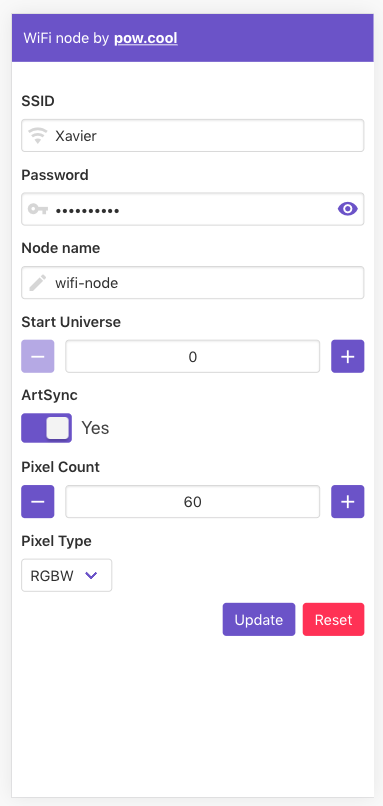 WiFi node by pow.cool
SSID
Xavier
Password
••••••••••
Node name
wifi-node
Start Universe
− 0 +
ArtSync
Yes
Pixel Count
− 60 +
Pixel Type
RGBW
Update Reset